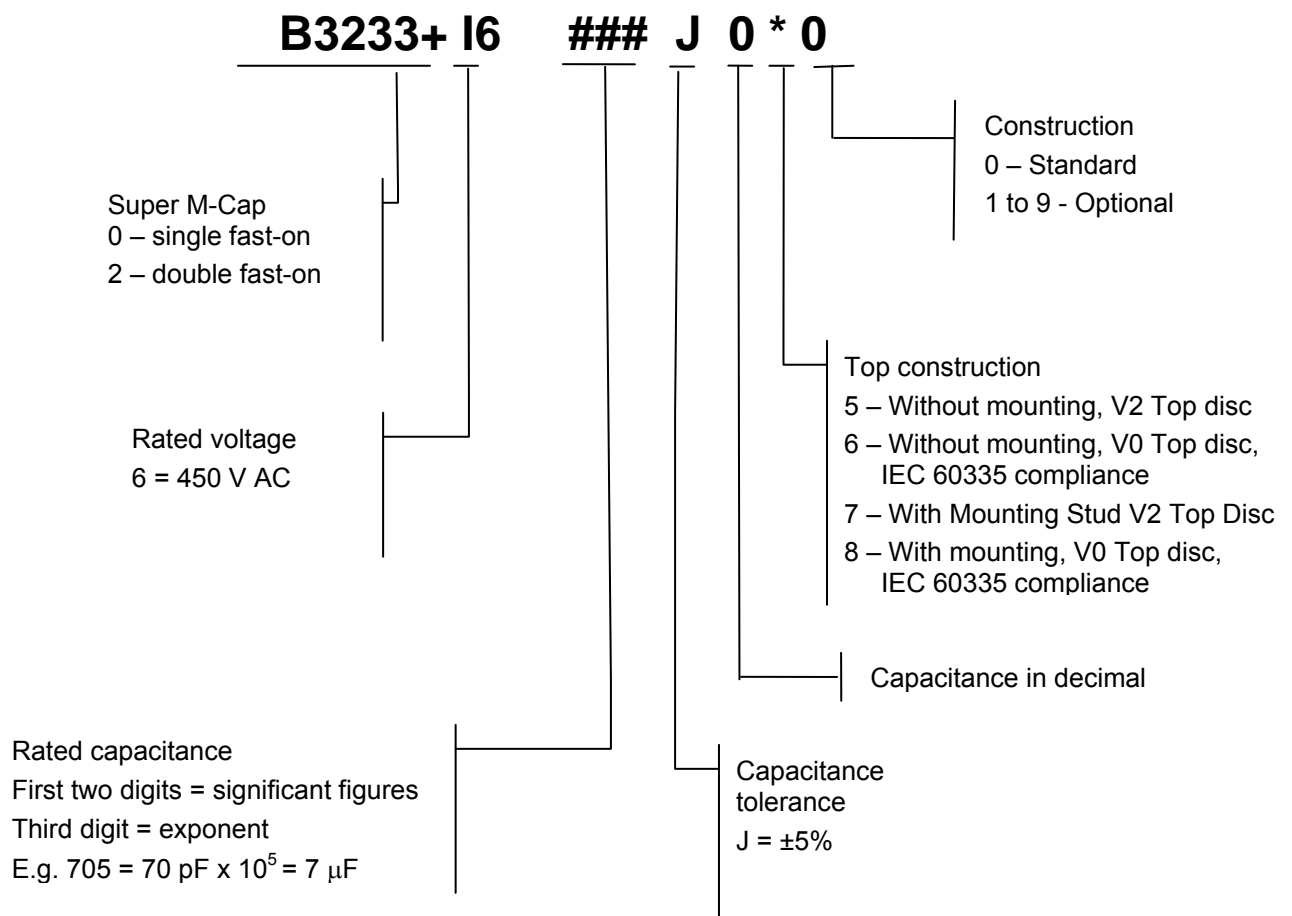 B3233+ I6 ### J 0 * 0
Construction
0 – Standard
1 to 9 - Optional
Super M-Cap
0 – single fast-on
2 – double fast-on
Top construction
5 – Without mounting, V2 Top disc
6 – Without mounting, V0 Top disc,
IEC 60335 compliance
7 – With Mounting Stud V2 Top Disc
8 – With mounting, V0 Top disc,
IEC 60335 compliance
Rated voltage
6 = 450 V AC
Capacitance in decimal
Rated capacitance
First two digits = significant figures
Third digit = exponent
E.g. 705 = 70 pF x 10⁵ = 7 μF
Capacitance
tolerance
J = ±5%